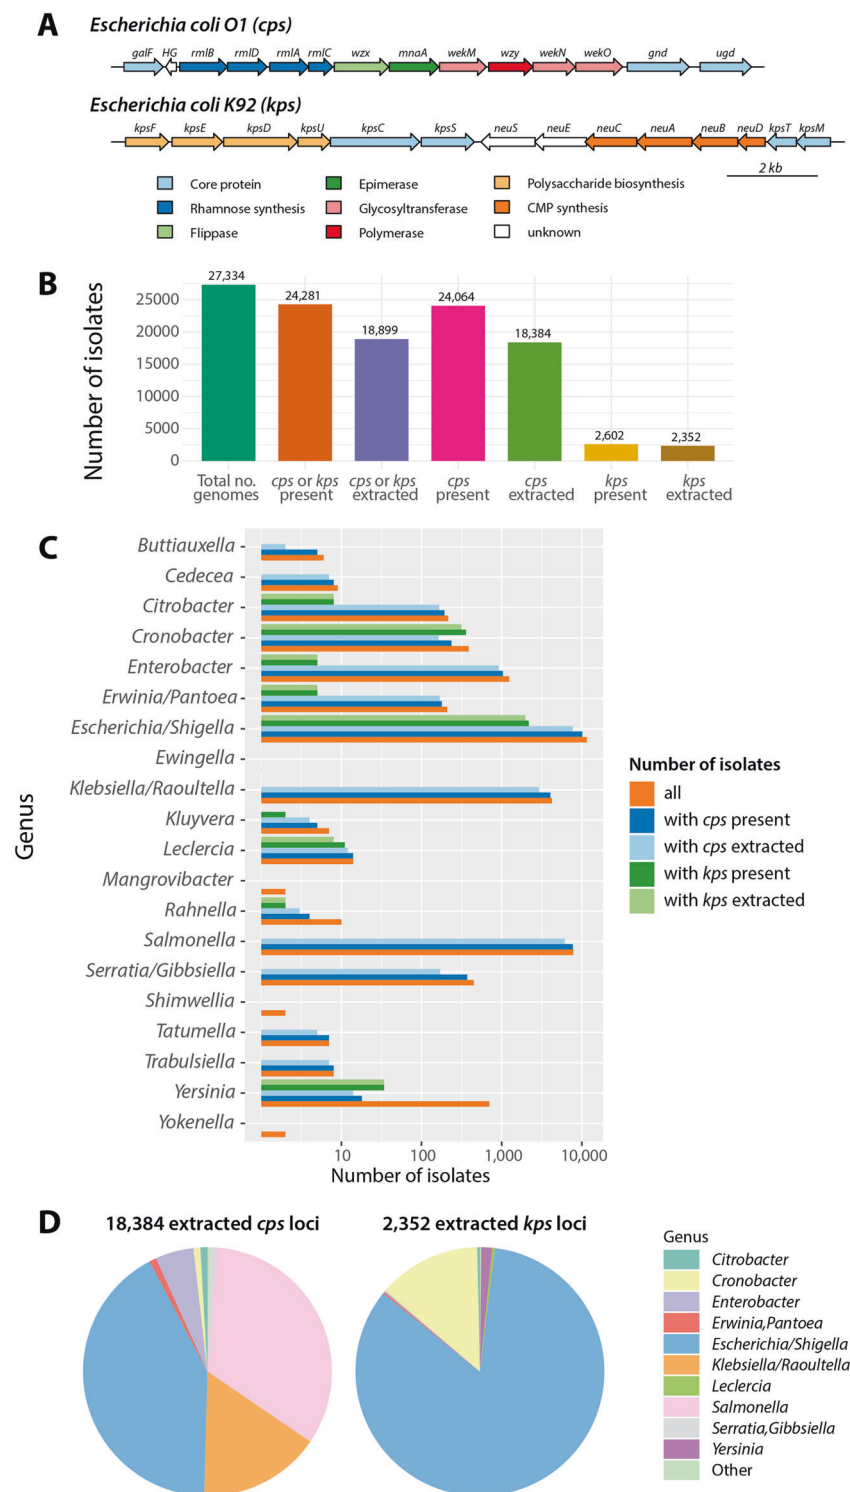 A
Escherichia coli O1 (cps)
galF HG rmlB rmlD rmlA rmlC wzx mnaA wekM wzy wekN wekO gnd ugd
Escherichia coli K92 (kps)
kpsF kpsE kpsD kpsU kpsC kpsS neuS neuE neuC neuA neuB neuD kpsT kpsM
2 kb
Core protein
Epimerase
Polysaccharide biosynthesis
Rhamnose synthesis
Glycosyltransferase
CMP synthesis
Flippase
Polymerase
unknown
B
Number of isolates
25000
20000
15000
10000
5000
0
27,334
24,281
18,899
24,064
18,384
2,602
2,352
Total no.
genomes
cps or kps
present
cps or kps
extracted
cps
present
cps
extracted
kps
present
kps
extracted
C
Genus
Buttiauxella
Cedecea
Citrobacter
Cronobacter
Enterobacter
Erwinia/Pantoea
Escherichia/Shigella
Ewingella
Klebsiella/Raoultella
Kluyvera
Leclercia
Mangrovibacter
Rahnella
Salmonella
Serratia/Gibbsiella
Shimwellia
Tatumella
Trabulsiella
Yersinia
Yokenella
10
100
1,000
10,000
Number of isolates
Number of isolates
all
with cps present
with cps extracted
with kps present
with kps extracted
D
18,384 extracted cps loci
2,352 extracted kps loci
Genus
Citrobacter
Cronobacter
Enterobacter
Erwinia,Pantoea
Escherichia/Shigella
Klebsiella/Raoultella
Leclercia
Salmonella
Serratia,Gibbsiella
Yersinia
Other